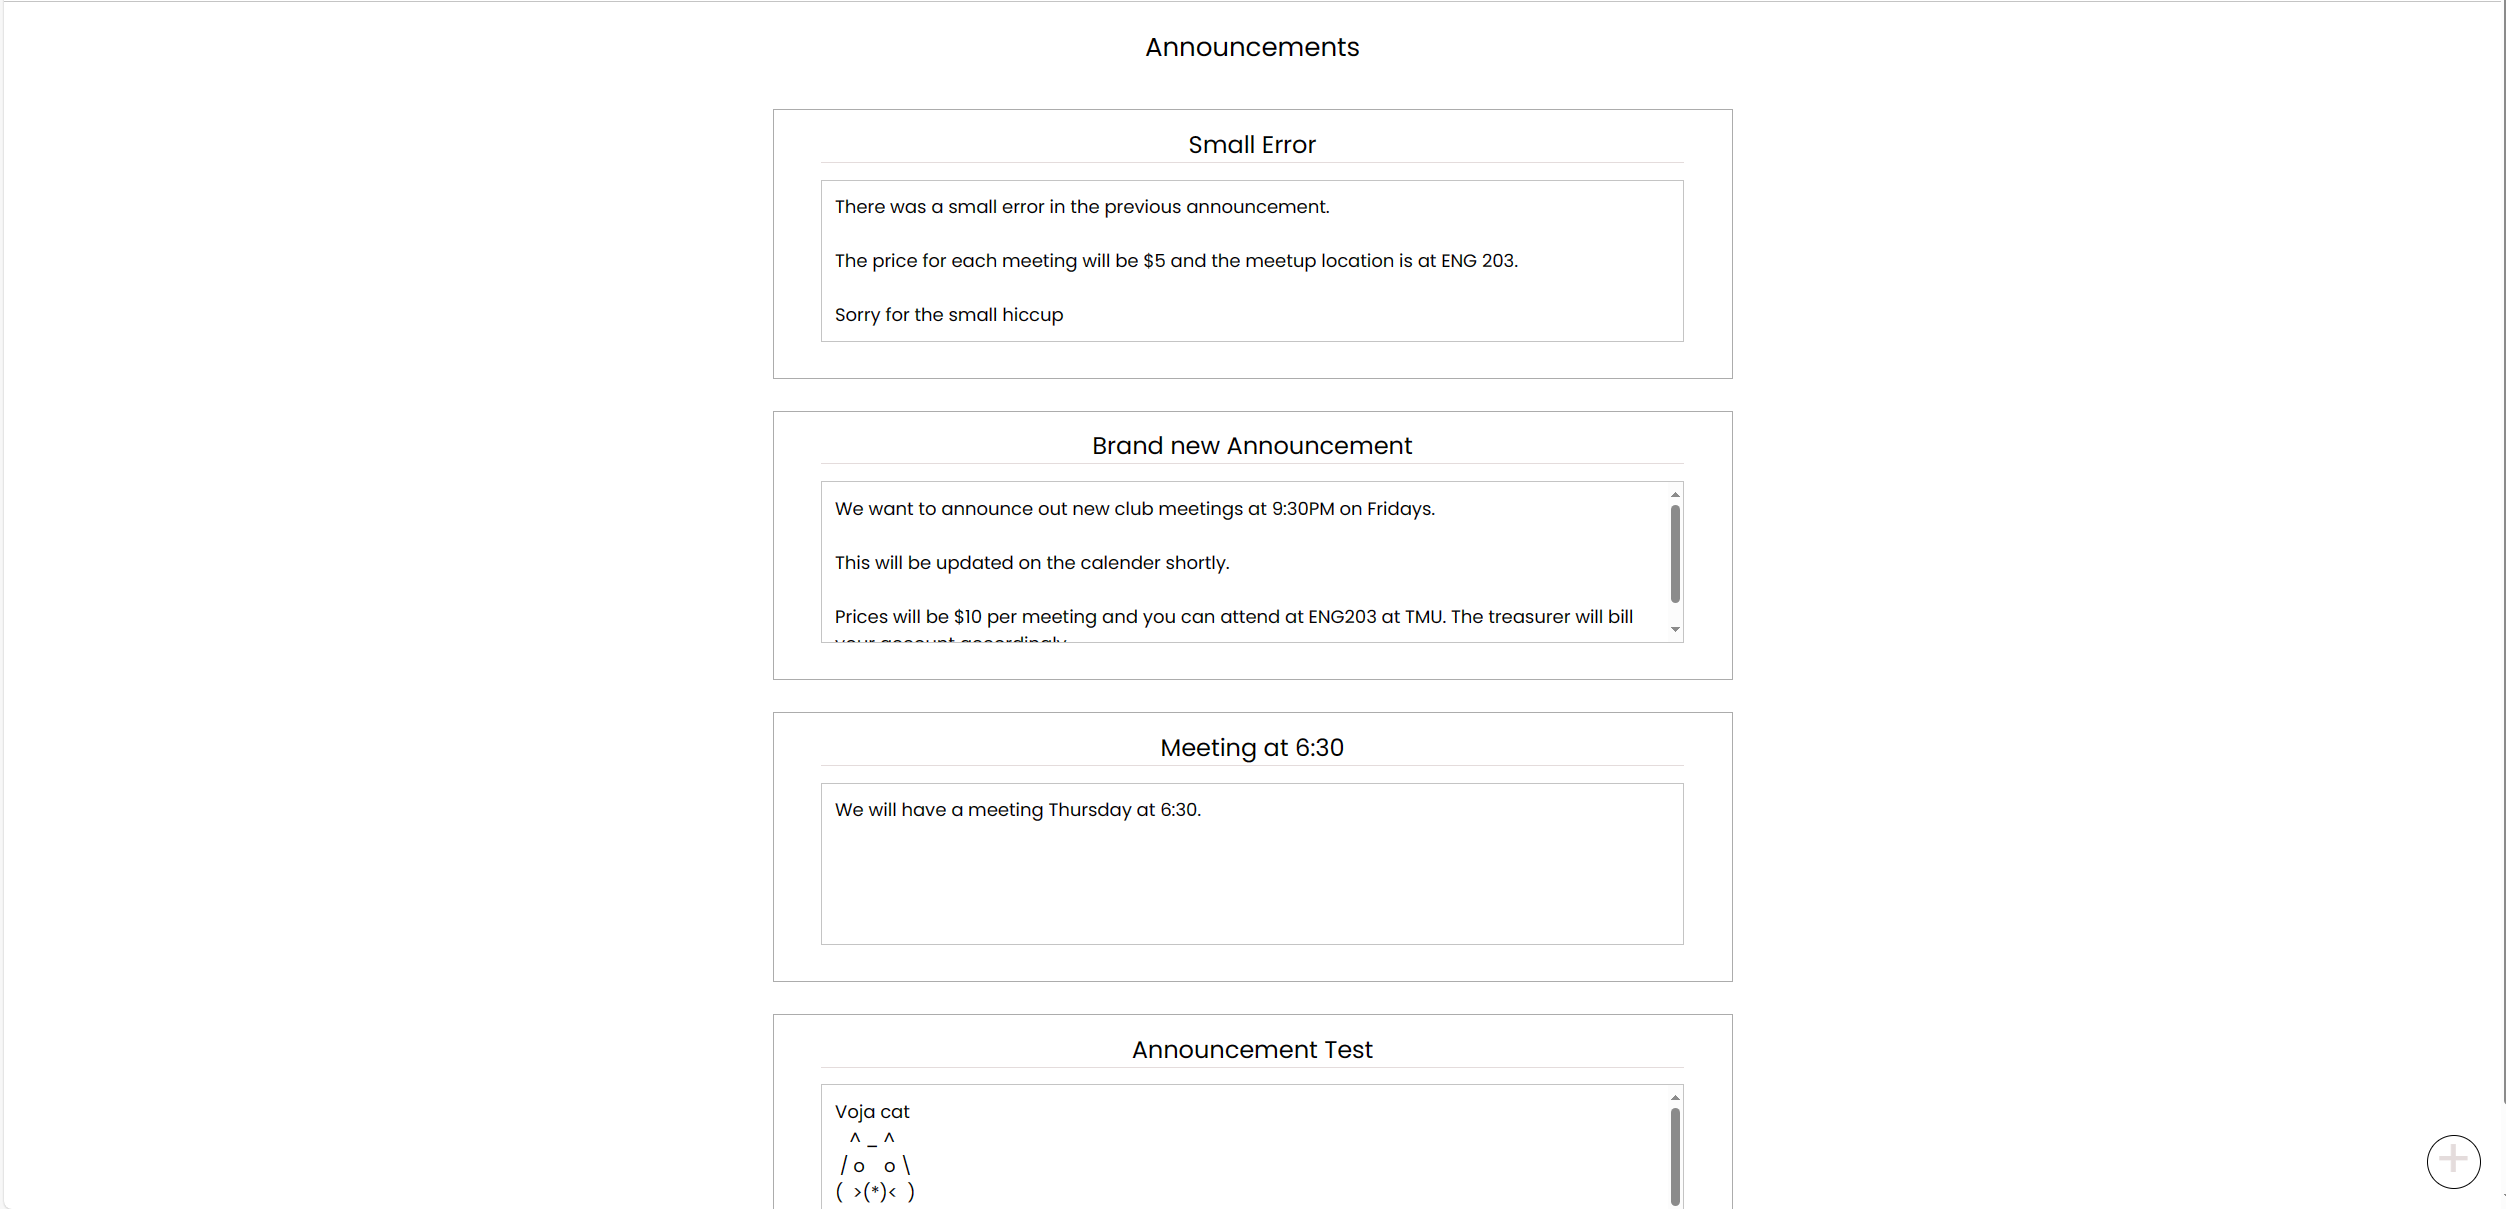 Announcements
Small Error
There was a small error in the previous announcement.
The price for each meeting will be $5 and the meetup location is at ENG 203.
Sorry for the small hiccup
Brand new Announcement
We want to announce out new club meetings at 9:30PM on Fridays.
This will be updated on the calender shortly.
Prices will be $10 per meeting and you can attend at ENG203 at TMU. The treasurer will bill
your account accordingly
Meeting at 6:30
We will have a meeting Thursday at 6:30.
Announcement Test
Voja cat
^ _ ^
/ o   o \
(  >(*)<  )